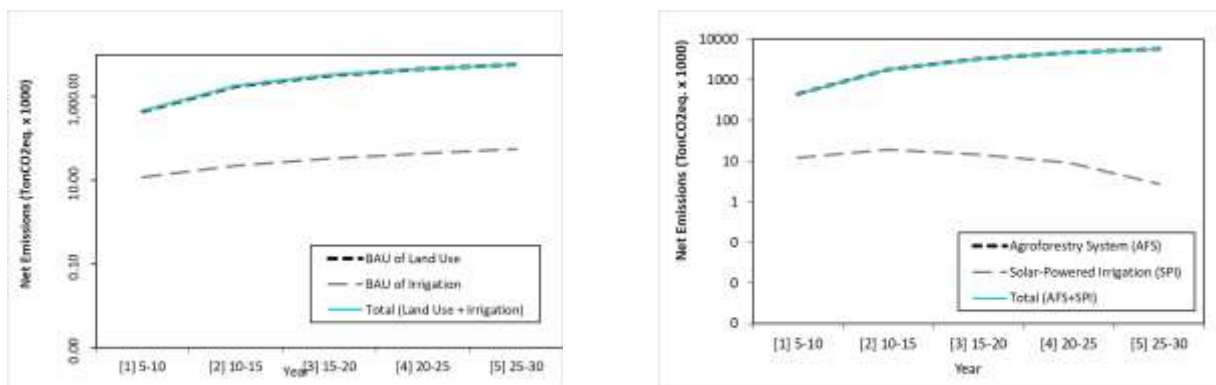 Net Emissions (TonCO2eq. x 1000)
1,000.00
10.00
0.10
0.00
BAU of Land Use
BAU of Irrigation
Total (Land Use + Irrigation)
[1] 5-10
[2] 10-15
[3] 15-20
[4] 20-25
[5] 25-30
Year
Net Emissions (TonCO2eq. x 1000)
10000
1000
100
10
1
0
0
0
Agroforestry System (AFS)
Solar-Powered Irrigation (SPI)
Total (AFS+SPI)
[1] 5-10
[2] 10-15
[3] 15-20
[4] 20-25
[5] 25-30
Year